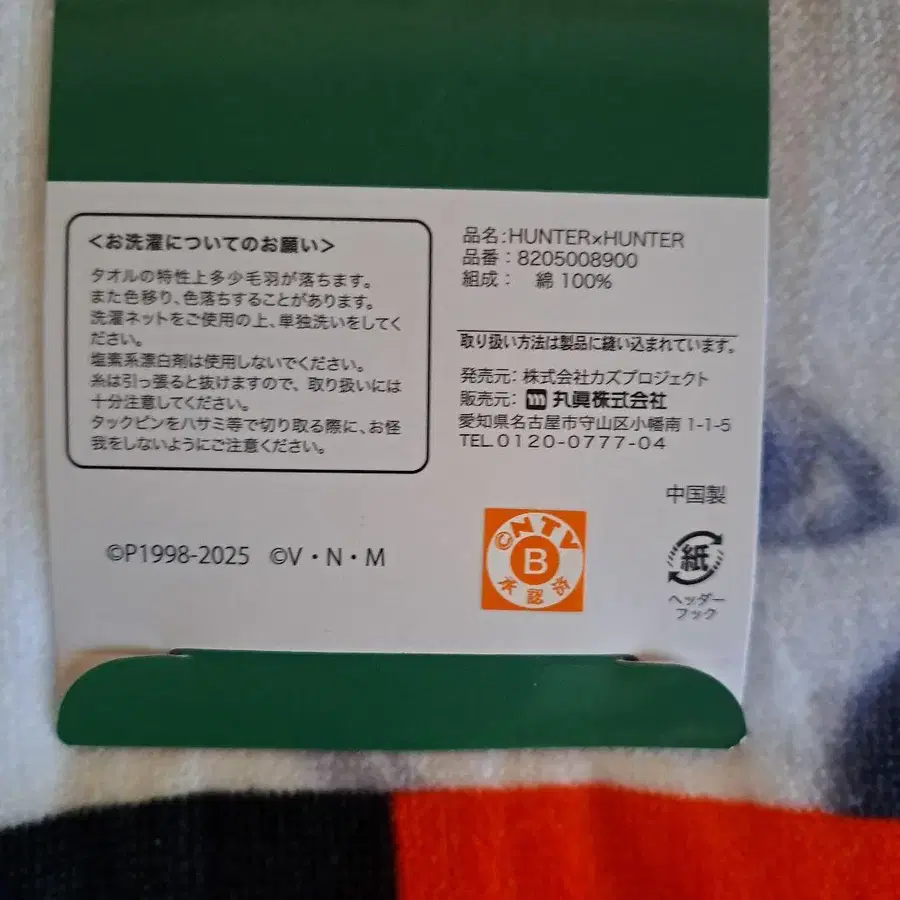 <お洗濯についてのお願い>
タオルの特性上多少毛羽が落ちます。
また色移り、色落ちすることがあります。
洗濯ネットをご使用の上、単独洗いをしてく
ださい。
塩素系漂白剤は使用しないでください。
糸は引っ張ると抜けますので、取り扱いには
十分注意してください。
タックピンをハサミ等で切り取る際に、お怪
我をしないようにご注意ください。
品名:HUNTER×HUNTER
品番:8205008900
組成: 綿 100%
取り扱い方法は製品に縫い込まれています。
発売元:株式会社カズプロジェクト
販売元: 丸眞株式会社
愛知県名古屋市守山区小幡南 1-1-5
TEL 0120-0777-04
中国製
©P1998-2025 ©V・N・M
©NTV
B
承認済
紙
ヘッダー
フック